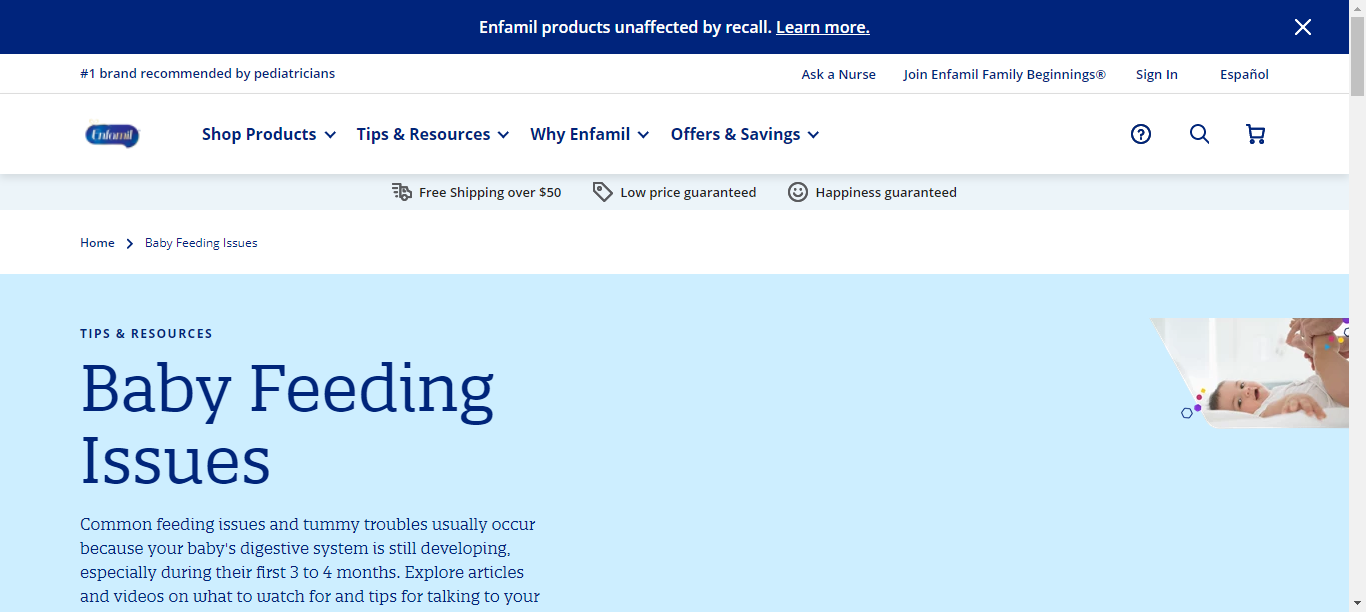 Enfamil products unaffected by recall. Learn more.
#1 brand recommended by pediatricians
Ask a Nurse
Join Enfamil Family Beginnings®
Sign In
Español
Enfamil
Shop Products
Tips & Resources
Why Enfamil
Offers & Savings
Free Shipping over $50
Low price guaranteed
Happiness guaranteed
Home
Baby Feeding Issues
TIPS & RESOURCES
Baby Feeding
Issues
Common feeding issues and tummy troubles usually occur
because your baby's digestive system is still developing,
especially during their first 3 to 4 months. Explore articles
and videos on what to watch for and tips for talking to your